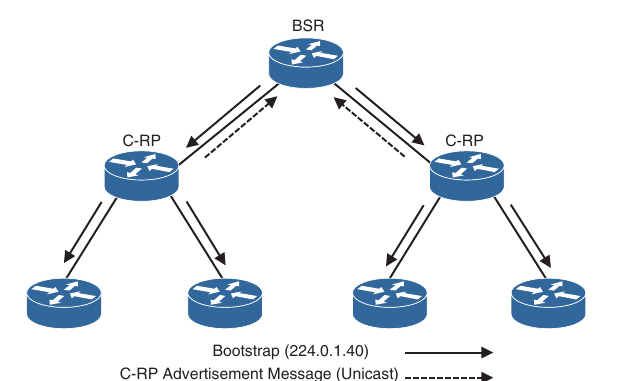 BSR
C-RP
C-RP
Bootstrap (224.0.1.40)
C-RP Advertisement Message (Unicast)